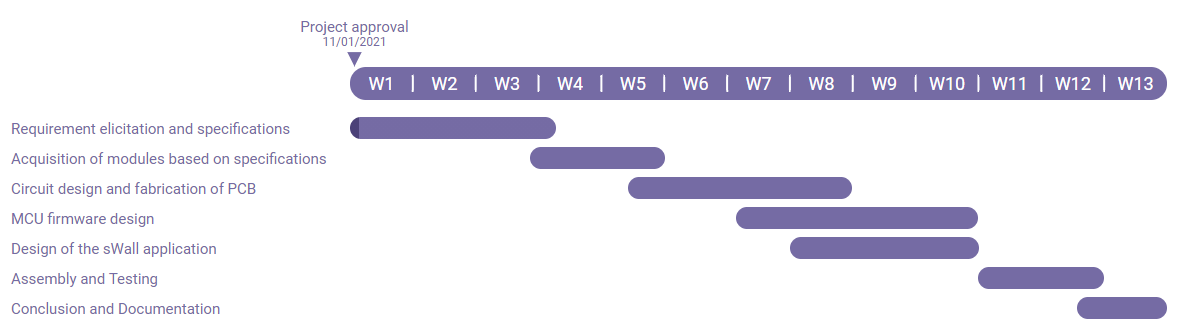 Project approval
11/01/2021
W1 | W2 | W3 | W4 | W5 | W6 | W7 | W8 | W9 | W10 | W11 | W12 | W13
Requirement elicitation and specifications
Acquisition of modules based on specifications
Circuit design and fabrication of PCB
MCU firmware design
Design of the sWall application
Assembly and Testing
Conclusion and Documentation